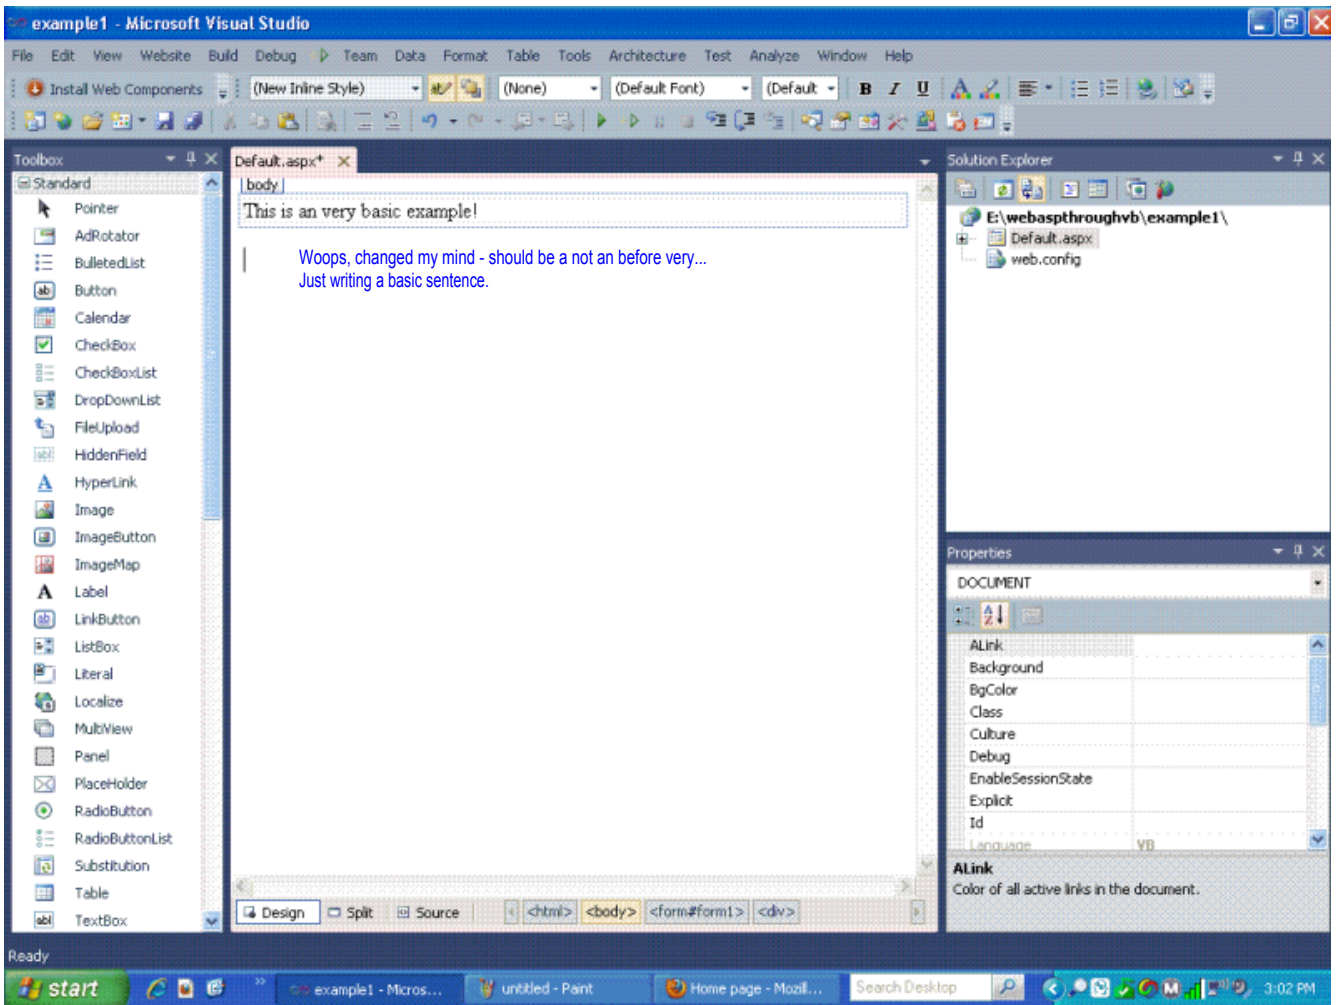 example1 - Microsoft Visual Studio
File Edit View Website Build Debug Team Data Format Table Tools Architecture Test Analyze Window Help
Install Web Components (New Inline Style) (None) (Default Font) (Default B I U
Toolbox
Default.aspx*
Solution Explorer
Standard
Pointer
AdRotator
BulletedList
Button
Calendar
CheckBox
CheckBoxList
DropDownList
FileUpload
HiddenField
HyperLink
Image
ImageButton
ImageMap
Label
LinkButton
ListBox
Literal
Localize
MultiView
Panel
PlaceHolder
RadioButton
RadioButtonList
Substitution
Table
TextBox
body
This is an very basic example!
Woops, changed my mind - should be a not an before very...
Just writing a basic sentence.
Design Split Source <html> <body> <form#form1> <div>
E:\webaspthroughvb\example1\
Default.aspx
web.config
Properties
DOCUMENT
ALink
Background
BgColor
Class
Culture
Debug
EnableSessionState
Explicit
Id
Language VB
ALink
Color of all active links in the document.
Ready
start example1 - Micros... untitled - Paint Home page - Mozill... Search Desktop 3:02 PM